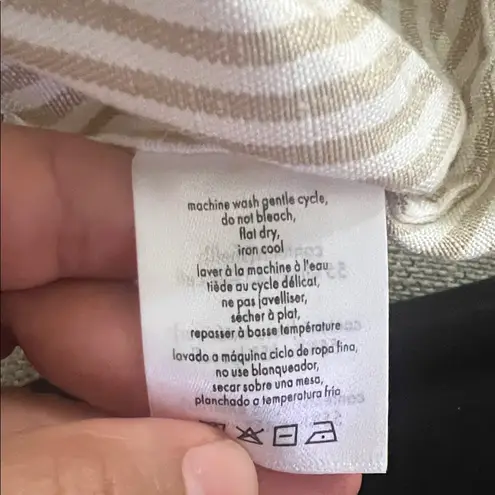 machine wash gentle cycle,
do not bleach,
flat dry,
iron cool
laver à la machine à l'eau
tiède au cycle délicat,
ne pas javelliser,
sécher à plat,
repasser à basse température
lavado a máquina ciclo de ropa fina,
no use blanqueador,
secar sobre una mesa,
planchado a temperatura fría